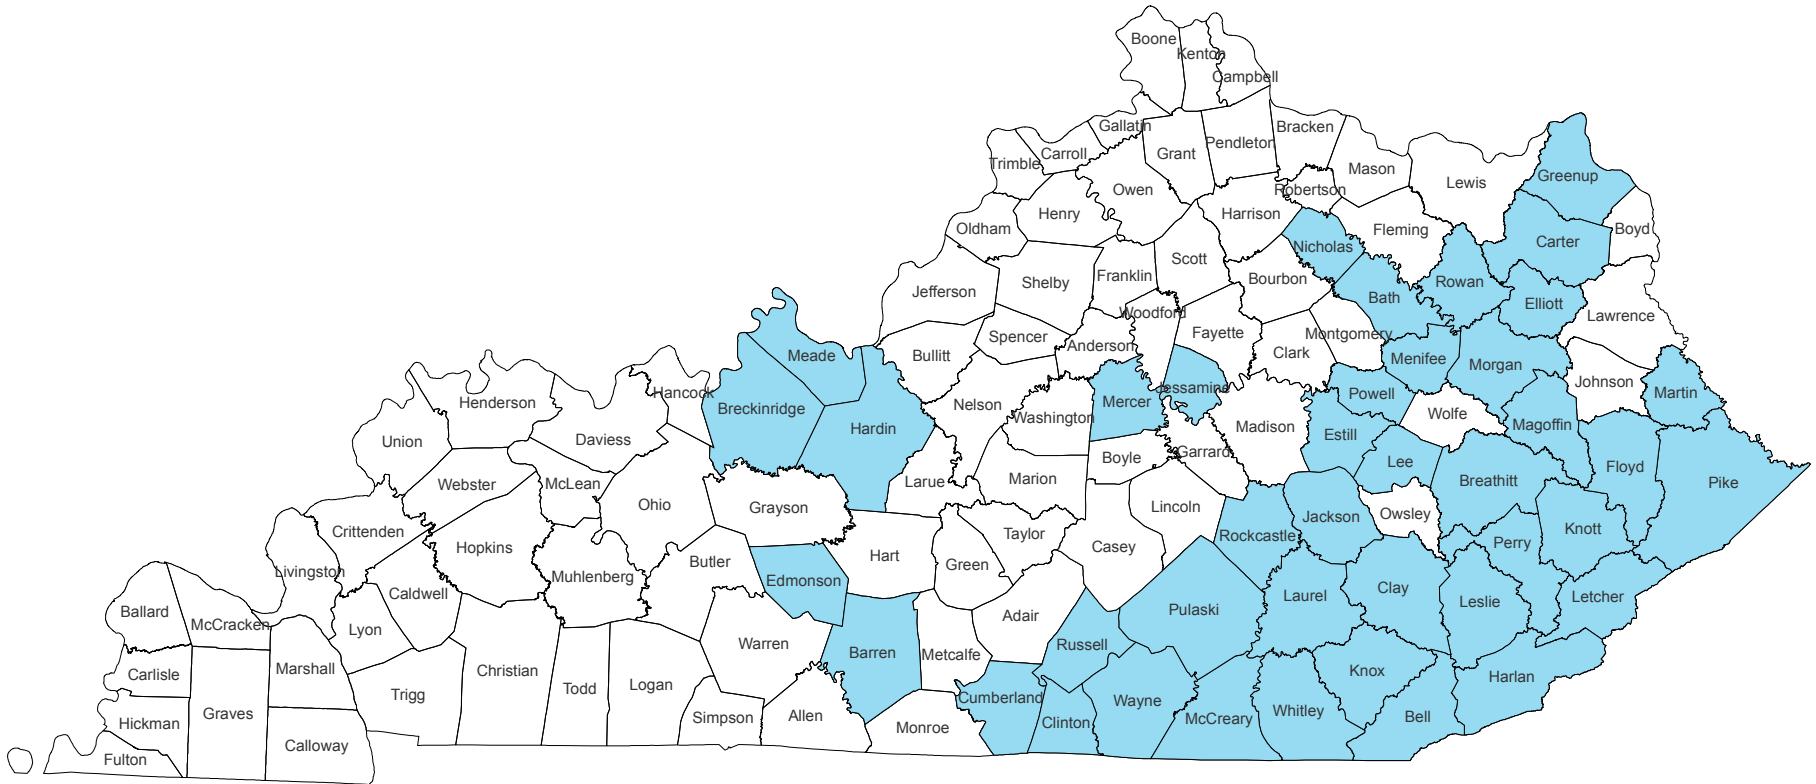 Boone
Kenton
Campbell
Gallatin
Bracken
Pendleton
Grant
Carroll
Trimble
Mason
Greenup
Lewis
Owen
Robertson
Henry
Harrison
Oldham
Fleming
Boyd
Carter
Nicholas
Scott
Franklin
Bourbon
Shelby
Rowan
Jefferson
Bath
Elliott
Woodford
Lawrence
Fayette
Montgomery
Spencer
Anderson
Clark
Bullitt
Meade
Menifee
Morgan
Johnson
Martin
Jessamine
Hancock
Powell
Mercer
Henderson
Nelson
Breckinridge
Wolfe
Washington
Magoffin
Madison
Hardin
Estill
Union
Daviess
Garrard
Boyle
Lee
Floyd
Marion
Larue
Breathitt
Pike
McLean
Webster
Ohio
Grayson
Lincoln
Owsley
Jackson
Knott
Crittenden
Taylor
Rockcastle
Perry
Casey
Hopkins
Hart
Butler
Green
Livingston
Muhlenberg
Edmonson
Clay
Caldwell
Laurel
Letcher
Leslie
Pulaski
Ballard
Adair
McCracken
Lyon
Warren
Russell
Barren
Metcalfe
Marshall
Christian
Knox
Carlisle
Harlan
Logan
Todd
Trigg
Cumberland
Wayne
Whitley
Graves
Allen
Bell
Simpson
McCreary
Hickman
Clinton
Monroe
Calloway
Fulton